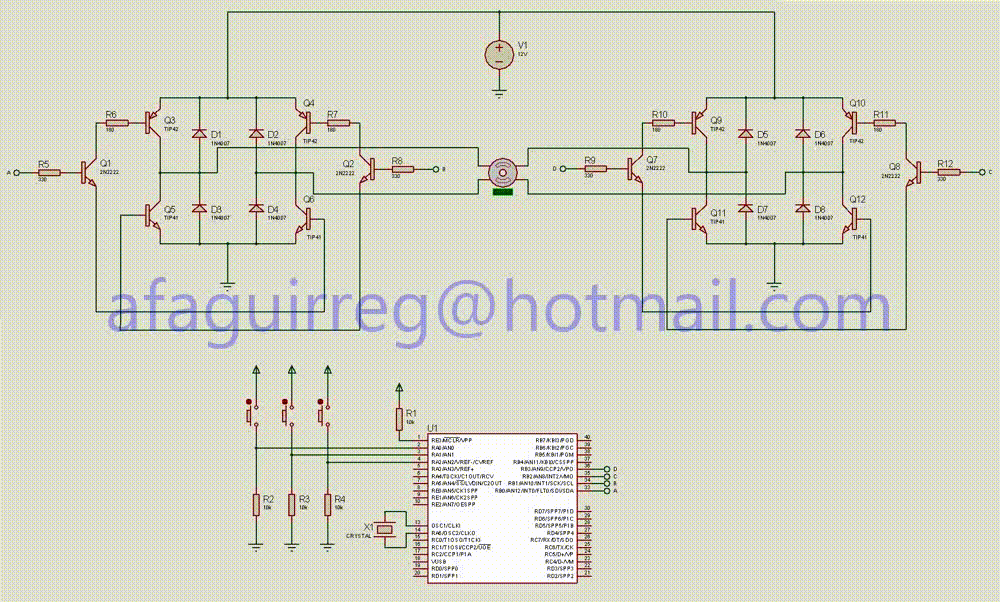 V1
12V
R6
180
Q3
TIP42
D1
1N4007
D2
1N4007
Q4
TIP42
R7
180
R10
180
Q9
TIP42
D5
1N4007
D6
1N4007
Q10
TIP42
R11
180
A
R5
330
Q1
2N2222
Q2
2N2222
R8
330
B
D
R9
330
Q7
2N2222
Q8
2N2222
R12
330
C
Q5
TIP41
D3
1N4007
D4
1N4007
Q6
TIP41
Q11
TIP41
D7
1N4007
D8
1N4007
Q12
TIP41
afaguirreg@hotmail.com
R1
10k
R2
10k
R3
10k
R4
10k
X1
CRYSTAL
U1
1 RE3/MCLR/VPP
2 RA0/AN0
3 RA1/AN1
4 RA2/AN2/VREF-/CVREF
5 RA3/AN3/VREF+
6 RA4/T0CKI/C1OUT/RCV
7 RA5/AN4/SS/LVDIN/C2OUT
8 RE0/AN5/CK1SPP
9 RE1/AN6/CK2SPP
10 RE2/AN7/OESPP
13 OSC1/CLKI
14 RA6/OSC2/CLKO
15 RC0/T1OSO/T1CKI
16 RC1/T1OSI/CCP2/UOE
17 RC2/CCP1/P1A
18 VUSB
19 RD0/SPP0
20 RD1/SPP1
RB7/KBI3/PGD 40
RB6/KBI2/PGC 39
RB5/KBI1/PGM 38
RB4/AN11/KBI0/CSSPP 37
RB3/AN9/CCP2/VPO 36 D
RB2/AN8/INT2/VMO 35 C
RB1/AN10/INT1/SCK/SCL 34 B
RB0/AN12/INT0/FLT0/SDI/SDA 33 A
RD7/SPP7/P1D 30
RD6/SPP6/P1C 29
RD5/SPP5/P1B 28
RD4/SPP4 27
RC7/RX/DT/SDO 26
RC6/TX/CK 25
RC5/D+/VP 24
RC4/D-/VM 23
RD3/SPP3 22
RD2/SPP2 21